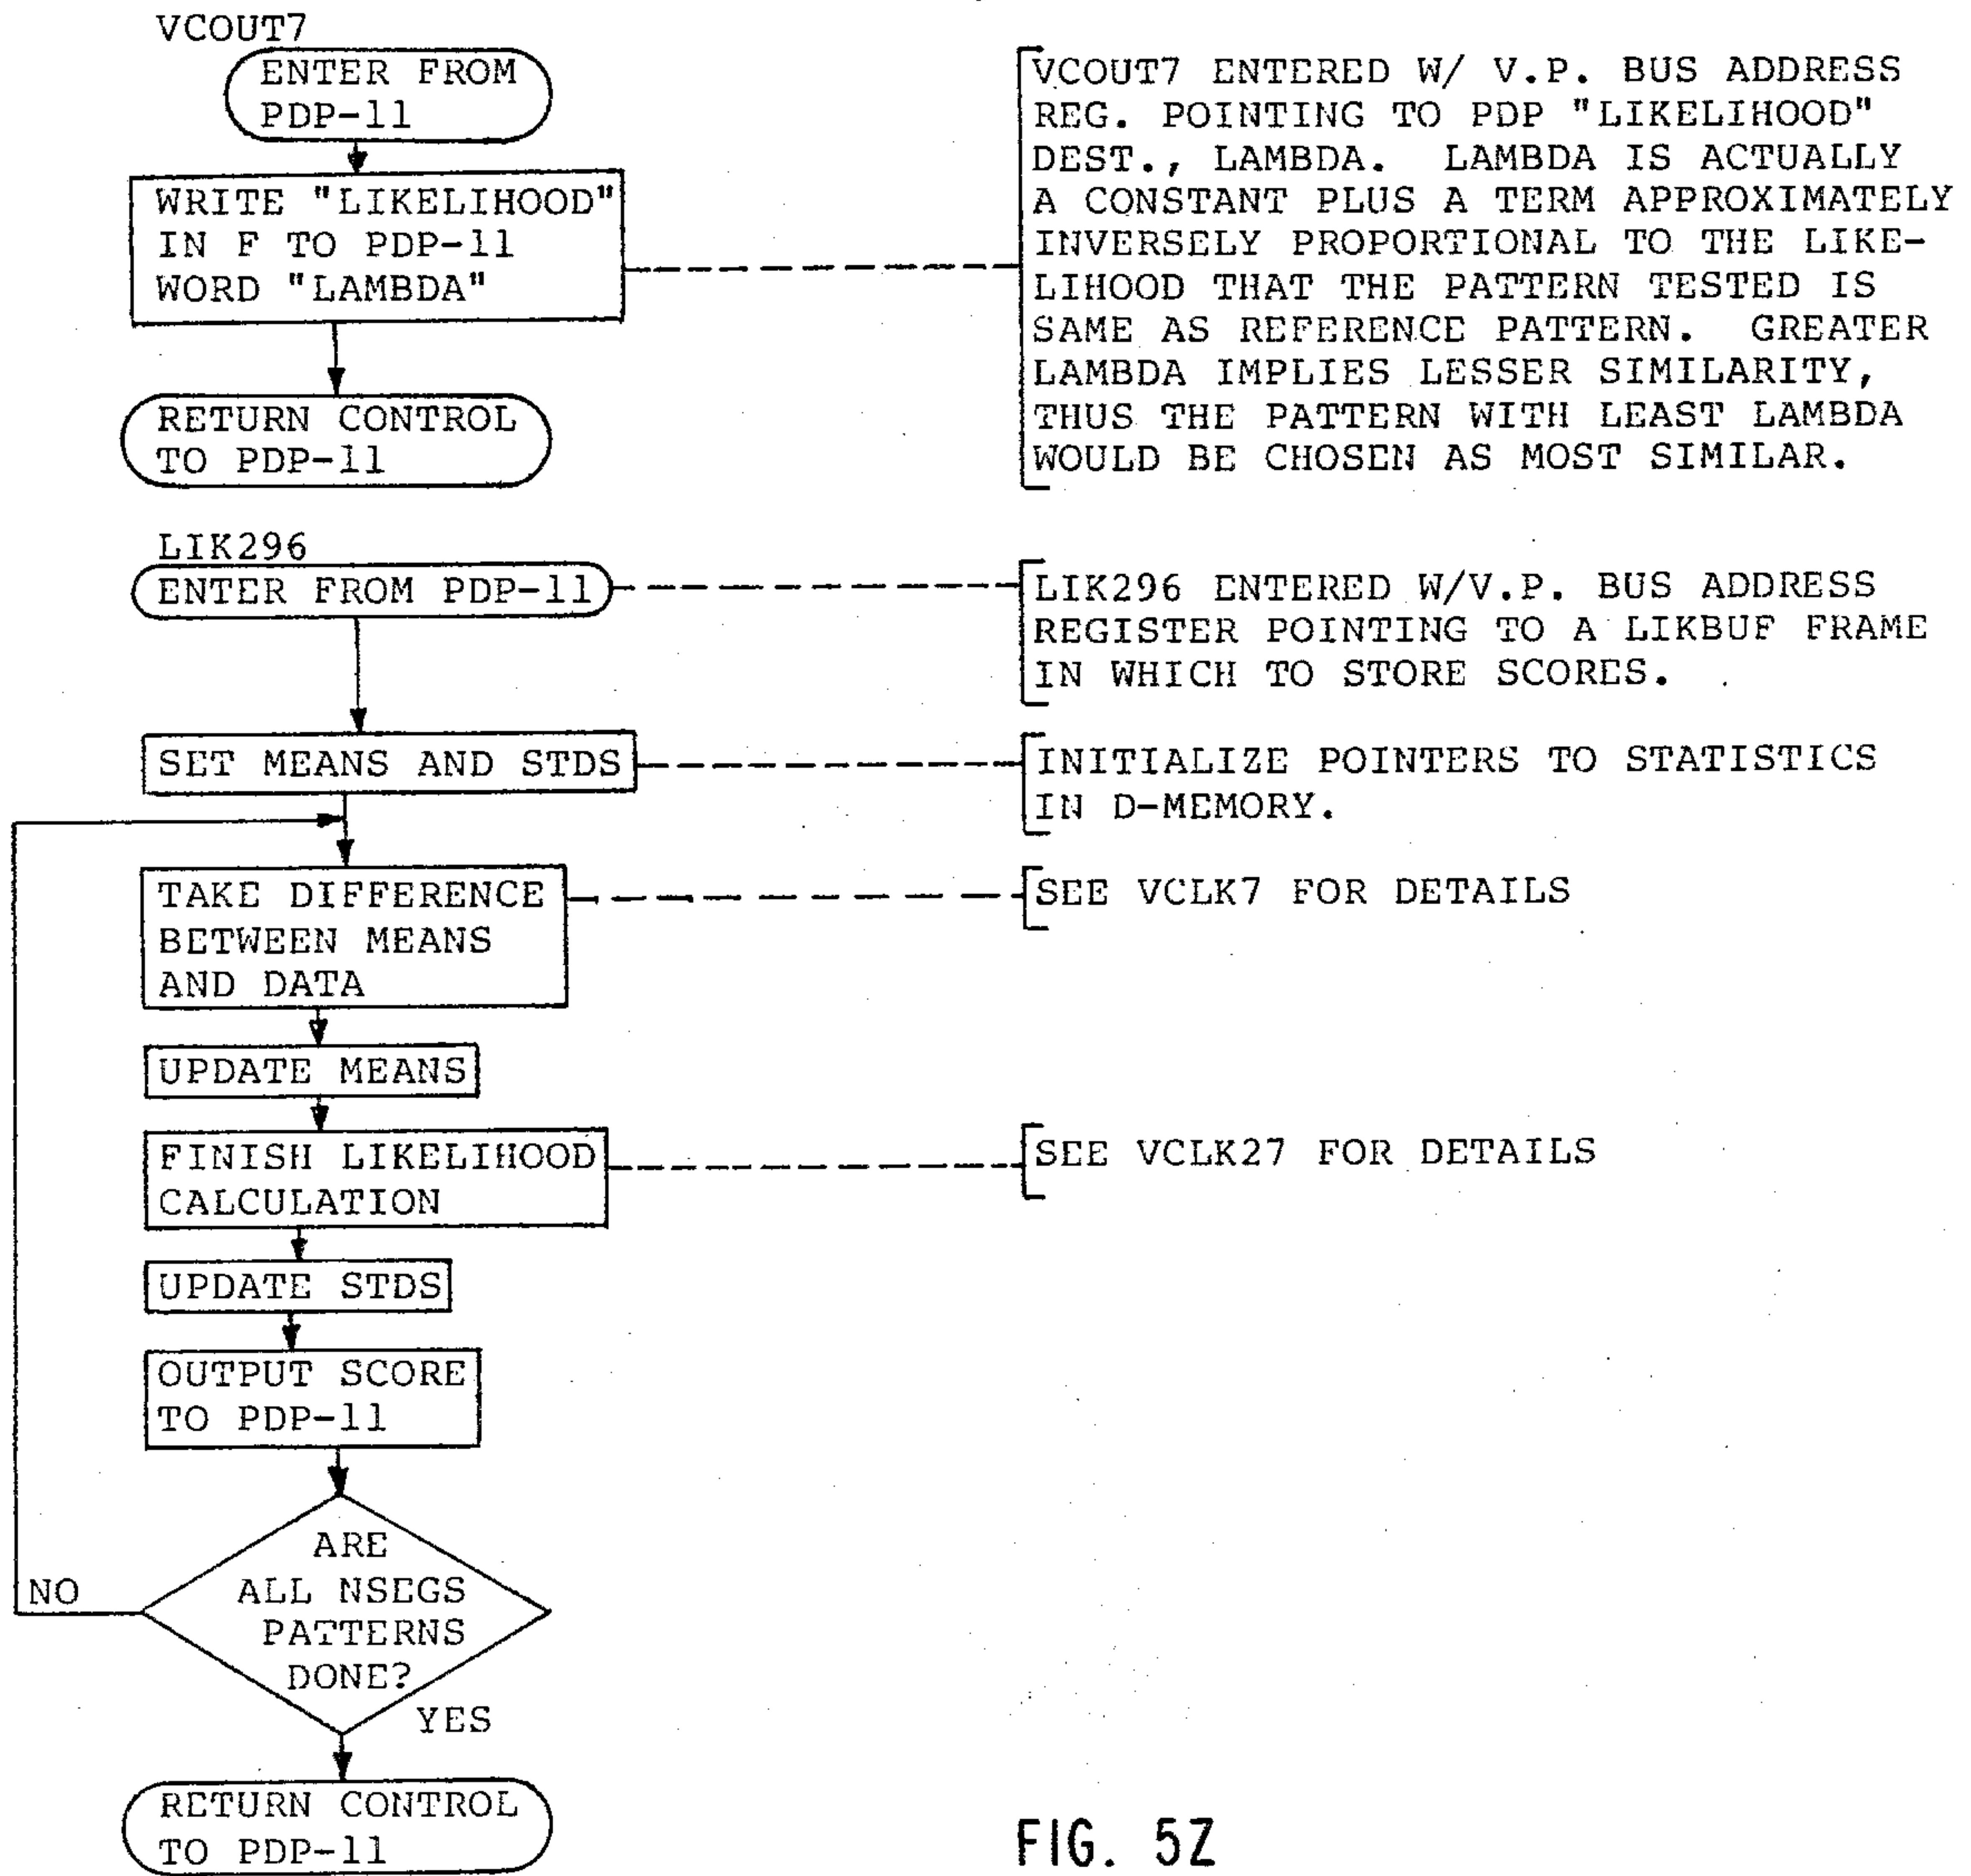 VCOUT7
ENTER FROM
PDP-11
WRITE "LIKELIHOOD"
IN F TO PDP-11
WORD "LAMBDA"
RETURN CONTROL
TO PDP-11
VCOUT7 ENTERED W/ V.P. BUS ADDRESS
REG. POINTING TO PDP "LIKELIHOOD"
DEST., LAMBDA. LAMBDA IS ACTUALLY
A CONSTANT PLUS A TERM APPROXIMATELY
INVERSELY PROPORTIONAL TO THE LIKE-
LIHOOD THAT THE PATTERN TESTED IS
SAME AS REFERENCE PATTERN. GREATER
LAMBDA IMPLIES LESSER SIMILARITY,
THUS THE PATTERN WITH LEAST LAMBDA
WOULD BE CHOSEN AS MOST SIMILAR.
LIK296
ENTER FROM PDP-11
LIK296 ENTERED W/V.P. BUS ADDRESS
REGISTER POINTING TO A LIKBUF FRAME
IN WHICH TO STORE SCORES.
SET MEANS AND STDS
INITIALIZE POINTERS TO STATISTICS
IN D-MEMORY.
TAKE DIFFERENCE
BETWEEN MEANS
AND DATA
SEE VCLK7 FOR DETAILS
UPDATE MEANS
FINISH LIKELIHOOD
CALCULATION
SEE VCLK27 FOR DETAILS
UPDATE STDS
OUTPUT SCORE
TO PDP-11
ARE
ALL NSEGS
PATTERNS
DONE?
NO
YES
RETURN CONTROL
TO PDP-11
FIG. 5Z